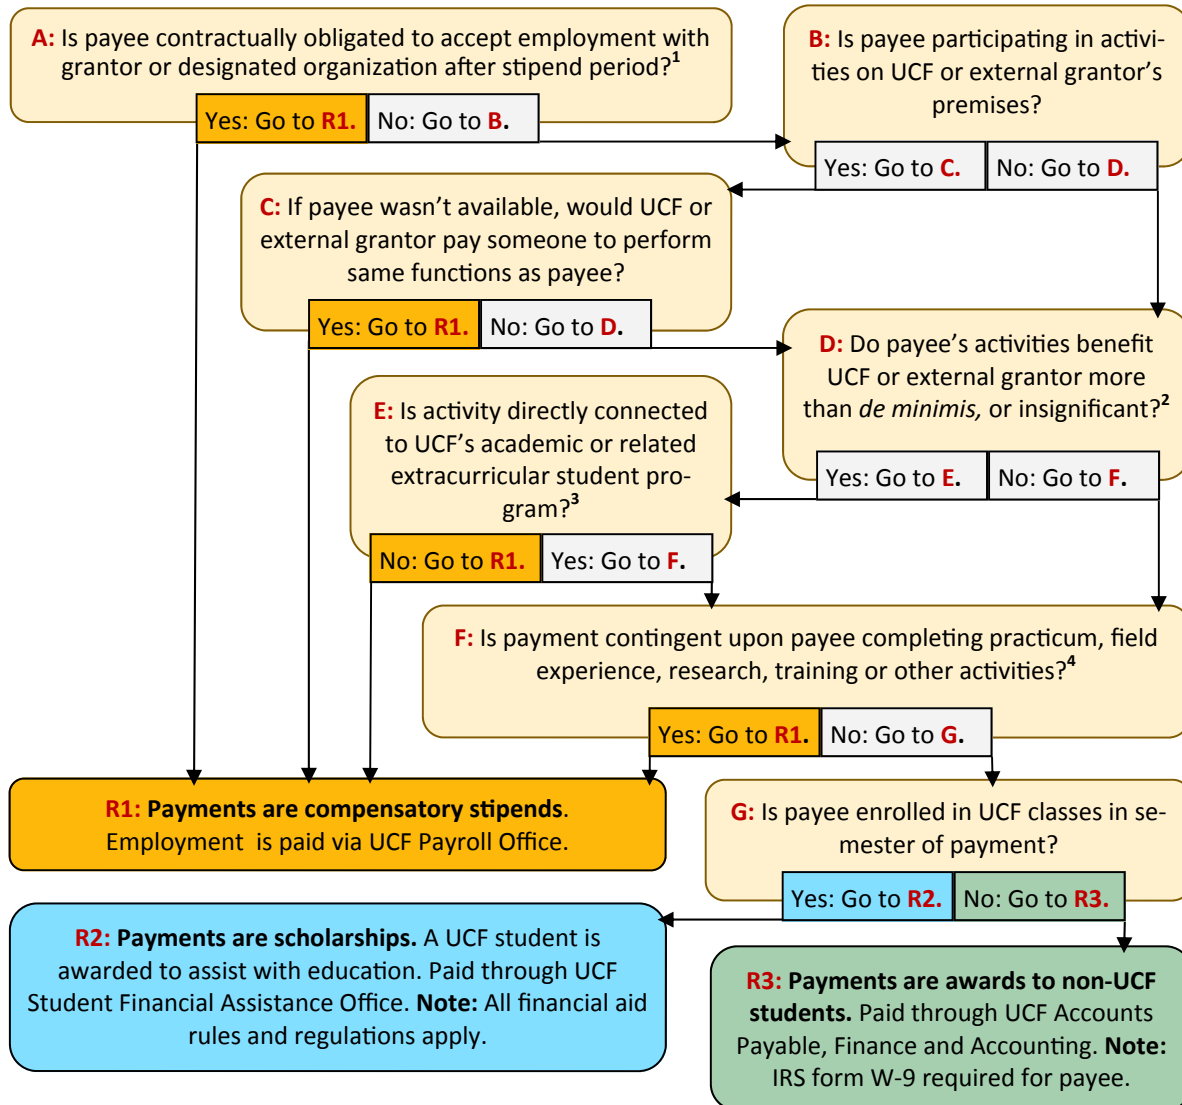 A: Is payee contractually obligated to accept employment with
grantor or designated organization after stipend period?¹
Yes: Go to R1.
No: Go to B.
B: Is payee participating in activi-
ties on UCF or external grantor’s
premises?
Yes: Go to C.
No: Go to D.
C: If payee wasn’t available, would UCF or
external grantor pay someone to perform
same functions as payee?
Yes: Go to R1.
No: Go to D.
D: Do payee’s activities benefit
UCF or external grantor more
than de minimis, or insignificant?²
Yes: Go to E.
No: Go to F.
E: Is activity directly connected
to UCF’s academic or related
extracurricular student pro-
gram?³
No: Go to R1.
Yes: Go to F.
F: Is payment contingent upon payee completing practicum, field
experience, research, training or other activities?⁴
Yes: Go to R1.
No: Go to G.
R1: Payments are compensatory stipends.
Employment is paid via UCF Payroll Office.
G: Is payee enrolled in UCF classes in se-
mester of payment?
Yes: Go to R2.
No: Go to R3.
R2: Payments are scholarships. A UCF student is
awarded to assist with education. Paid through UCF
Student Financial Assistance Office. Note: All financial aid
rules and regulations apply.
R3: Payments are awards to non-UCF
students. Paid through UCF Accounts
Payable, Finance and Accounting. Note:
IRS form W-9 required for payee.